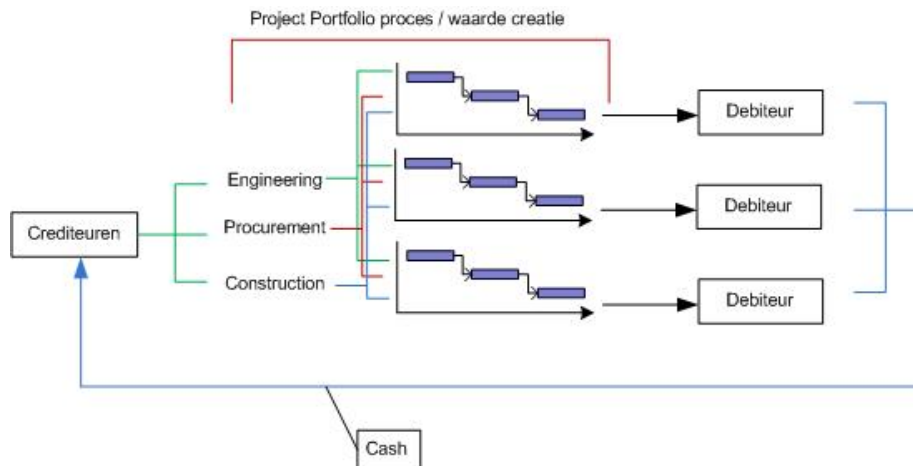 Project Portfolio proces / waarde creatie
Debiteur
Engineering
Procurement
Debiteur
Crediteuren
Construction
Debiteur
Cash